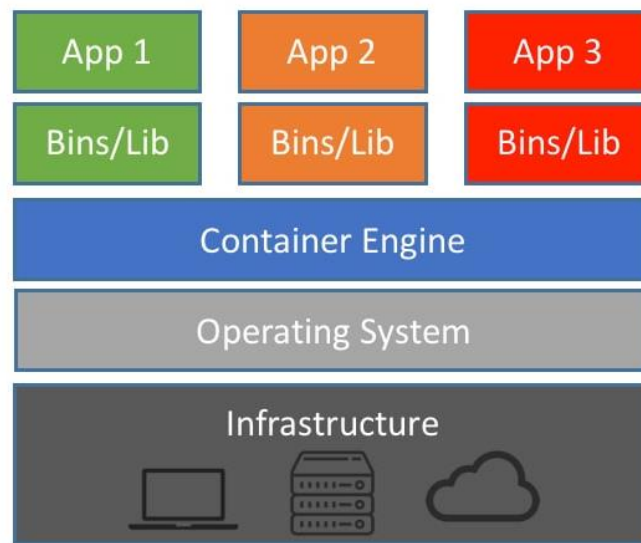 App 1
App 2
App 3
Bins/Lib
Bins/Lib
Bins/Lib
Container Engine
Operating System
Infrastructure